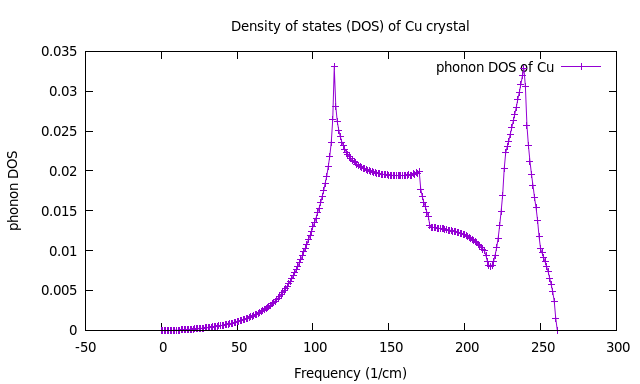 Density of states (DOS) of Cu crystal
0.035
0.03
0.025
0.02
0.015
0.01
0.005
0
phonon DOS
phonon DOS of Cu
-50 0 50 100 150 200 250 300
Frequency (1/cm)